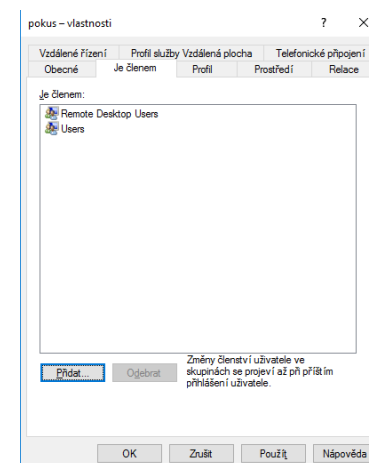 pokus – vlastnosti
Vzdálené řízení
Profil služby Vzdálená plocha
Telefonické připojení
Obecné
Je členem
Profil
Prostředí
Relace
Je členem:
Remote Desktop Users
Users
Přidat...
Odebrat
Změny členství uživatele ve
skupinách se projeví až při příštím
přihlášení uživatele.
OK
Zrušit
Použít
Nápověda